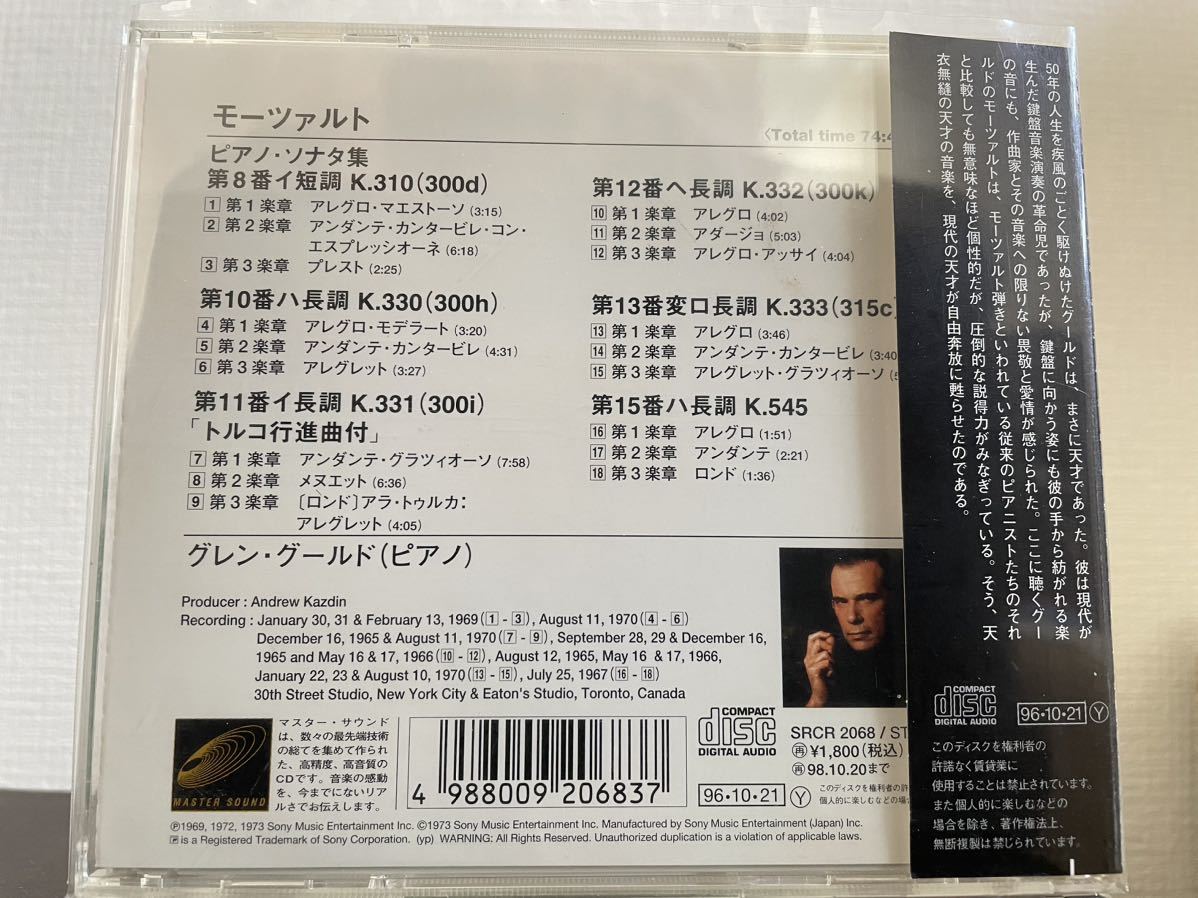 モーツァルト
〈Total time 74:4
ピアノ・ソナタ集
第8番イ短調 K.310(300d)
1 第1楽章 アレグロ・マエストーソ (3:15)
2 第2楽章 アンダンテ・カンタービレ・コン・
エスプレッシオーネ (6:18)
3 第3楽章 プレスト (2:25)
第10番ハ長調 K.330(300h)
4 第1楽章 アレグロ・モデラート (3:20)
5 第2楽章 アンダンテ・カンタービレ (4:31)
6 第3楽章 アレグレット (3:27)
第11番イ長調 K.331(300i)
「トルコ行進曲付」
7 第1楽章 アンダンテ・グラツィオーソ (7:58)
8 第2楽章 メヌエット (6:36)
9 第3楽章 〔ロンド〕アラ・トゥルカ:
アレグレット (4:05)
第12番ヘ長調 K.332(300k)
10 第1楽章 アレグロ (4:02)
11 第2楽章 アダージョ (5:03)
12 第3楽章 アレグロ・アッサイ (4:04)
第13番変ロ長調 K.333(315c)
13 第1楽章 アレグロ (3:46)
14 第2楽章 アンダンテ・カンタービレ (3:40
15 第3楽章 アレグレット・グラツィオーソ
第15番ハ長調 K.545
16 第1楽章 アレグロ (1:51)
17 第2楽章 アンダンテ (2:21)
18 第3楽章 ロンド (1:36)
グレン・グールド(ピアノ)
Producer : Andrew Kazdin
Recording : January 30, 31 & February 13, 1969(1 - 3), August 11, 1970(4 - 6)
December 16, 1965 & August 11, 1970(7 - 9), September 28, 29 & December 16,
1965 and May 16 & 17, 1966(10 - 12), August 12, 1965, May 16 & 17, 1966,
January 22, 23 & August 10, 1970(13 - 15), July 25, 1967(16 - 18)
30th Street Studio, New York City & Eaton's Studio, Toronto, Canada
MASTER SOUND
マスター・サウンド
は、数々の最先端技術
の総てを集めて作られ
た、高精度、高音質の
CDです。音楽の感動
を、今までにないリア
ルさでお伝えします。
4 988009 206837
COMPACT
disc
DIGITAL AUDIO
96・10・21 Y
SRCR 2068 / ST
再 ¥1,800(税込)
再 98.10.20まで
このディスクを権利者の許
個人的に楽しむなどの場
℗1969, 1972, 1973 Sony Music Entertainment Inc. ©1973 Sony Music Entertainment Inc. Manufactured by Sony Music Entertainment (Japan) Inc.
is a Registered Trademark of Sony Corporation. (yp) WARNING: All Rights Reserved. Unauthorized duplication is a violation of applicable laws.
50年の人生を疾風のごとく駆けぬけたグールドは、まさに天才であった。彼は現代が
生んだ鍵盤音楽演奏の革命児であったが、鍵盤に向かう姿にも彼の手から紡がれる楽
の音にも、作曲家とその音楽への限りない畏敬と愛情が感じられた。ここに聴くグー
ルドのモーツァルトは、モーツァルト弾きといわれている従来のピアニストたちのそれ
と比較しても無意味なほど個性的だが、圧倒的な説得力がみなぎっている。そう、天
衣無縫の天才の音楽を、現代の天才が自由奔放に甦らせたのである。
COMPACT
disc
DIGITAL AUDIO
96・10・21 Y
このディスクを権利者の
許諾なく賃貸業に
使用することは禁止されています。
また個人的に楽しむなどの
場合を除き、著作権法上、
無断複製は禁じられております。